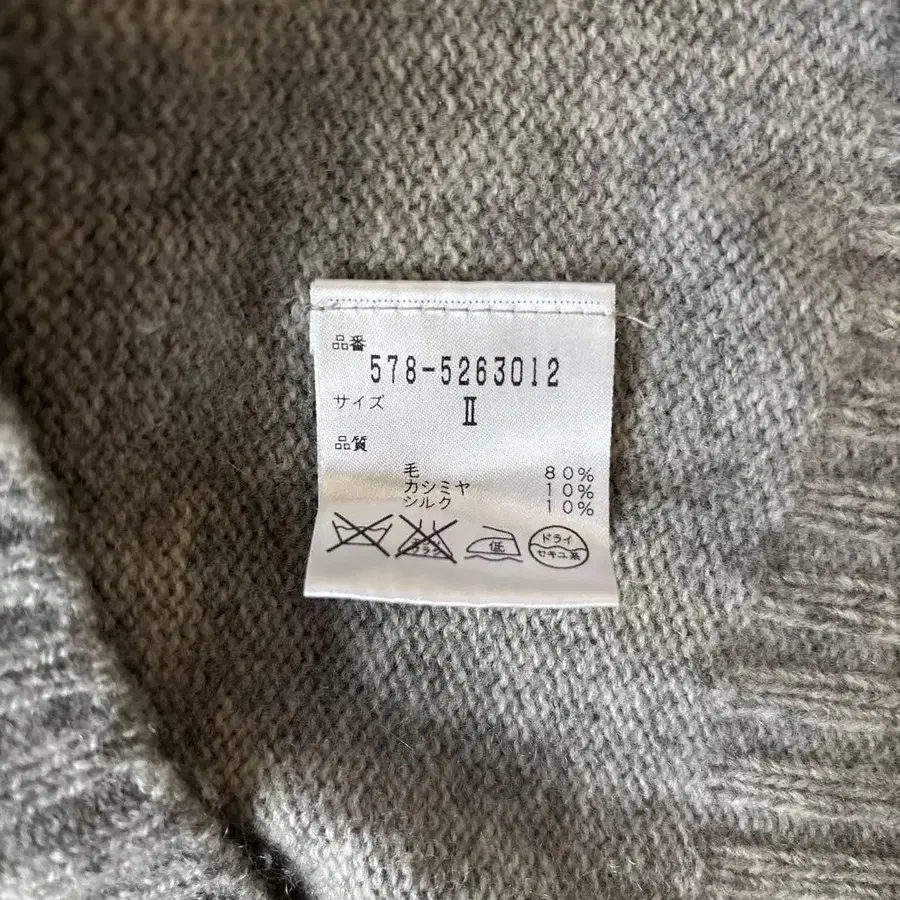 品番
578-5263012
サイズ II
品質
毛 80%
カシミヤ 10%
シルク 10%
低 ドライ
セキユ系